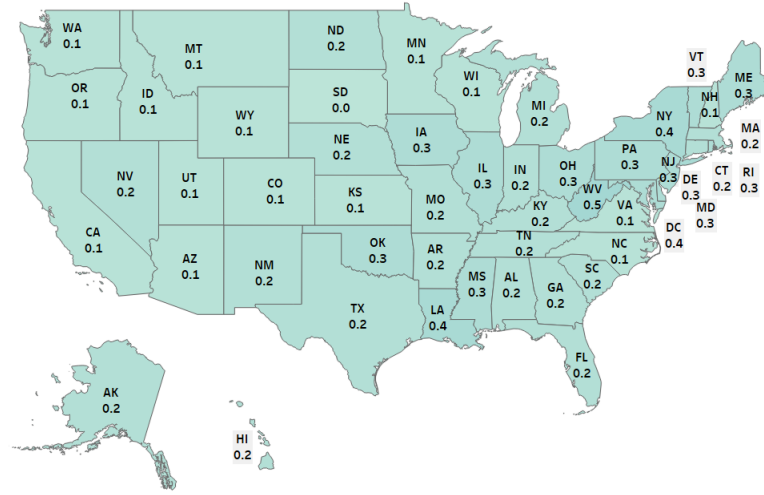 WA
0.1
MT
0.1
ND
0.2
MN
0.1
VT
0.3
ME
0.3
OR
0.1
ID
0.1
SD
0.0
WI
0.1
MI
0.2
NH
0.1
NY
0.4
MA
0.2
WY
0.1
IA
0.3
PA
0.3
NJ
0.3
CT
0.2
RI
0.3
NE
0.2
IL
0.3
IN
0.2
OH
0.3
DE
0.3
MD
0.3
NV
0.2
UT
0.1
CO
0.1
KS
0.1
MO
0.2
KY
0.2
WV
0.5
VA
0.1
DC
0.4
CA
0.1
AZ
0.1
NM
0.2
OK
0.3
AR
0.2
TN
0.2
NC
0.1
MS
0.3
AL
0.2
GA
0.2
SC
0.2
TX
0.2
LA
0.4
FL
0.2
AK
0.2
HI
0.2